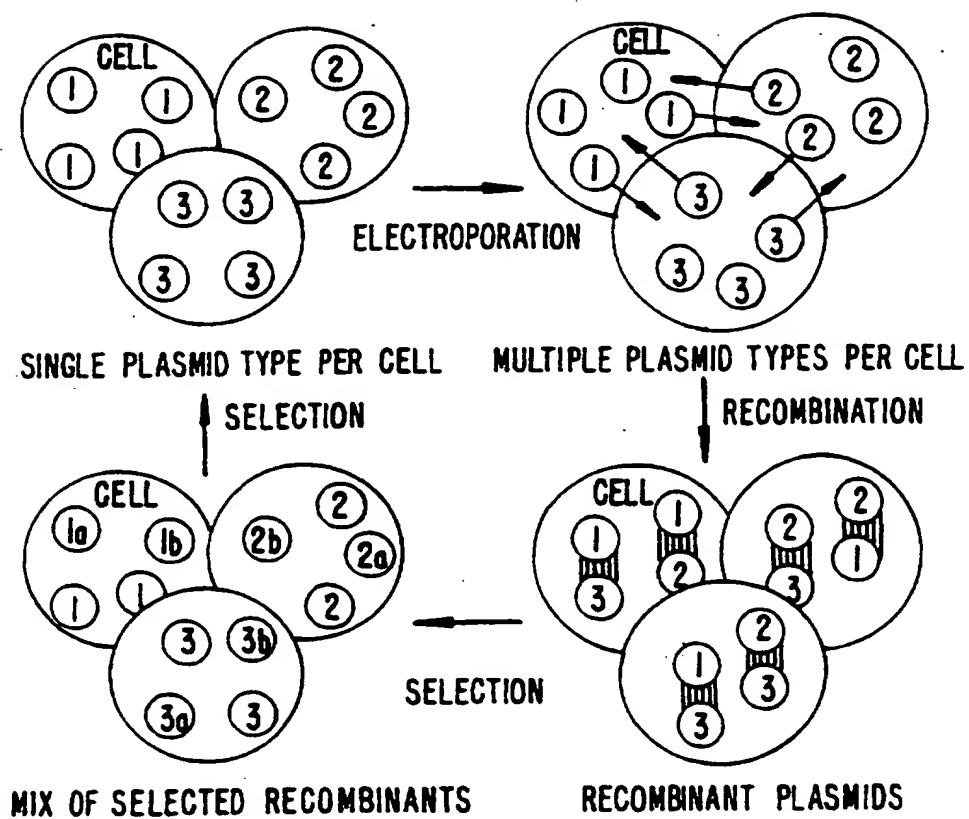 CELL
1 1 1 1
2 2 2 2
3 3
3 3
ELECTROPORATION
CELL
1 1 1 1
2 2 2 2
3 3 3 3
SINGLE PLASMID TYPE PER CELL
MULTIPLE PLASMID TYPES PER CELL
SELECTION
RECOMBINATION
CELL
1a 1b
1 1
2
2b 2a
2
3 3b
3a 3
SELECTION
CELL
1 1
3 2
2 2
3 1
1 2
3 3
MIX OF SELECTED RECOMBINANTS
RECOMBINANT PLASMIDS